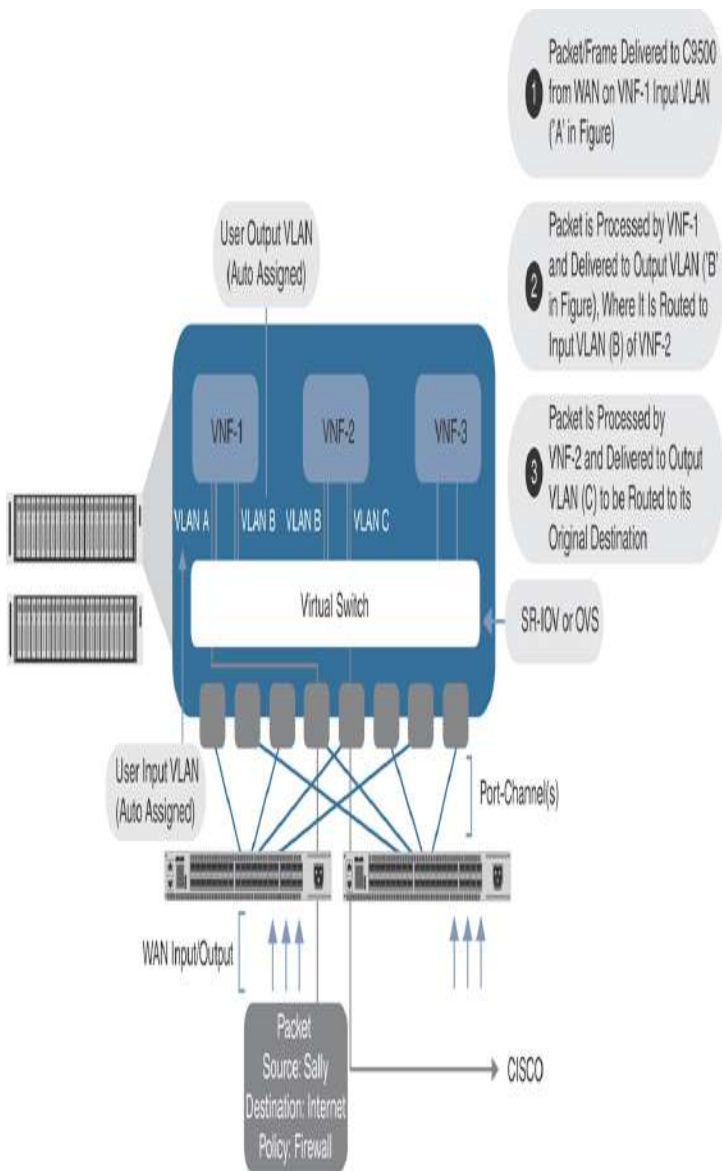 Packet/Frame Delivered to C9500
from WAN on VNF-1 Input VLAN
('A' in Figure)
1
Packet is Processed by VNF-1
and Delivered to Output VLAN ('B'
in Figure), Where It Is Routed to
Input VLAN (B) of VNF-2
2
Packet Is Processed by
VNF-2 and Delivered to Output
VLAN (C) to be Routed to its
Original Destination
3
User Output VLAN
(Auto Assigned)
VNF-1
VNF-2
VNF-3
VLAN A
VLAN B
VLAN B
VLAN C
Virtual Switch
SR-IOV or OVS
User Input VLAN
(Auto Assigned)
Port-Channel(s)
WAN Input/Output
Packet
Source: Sally
Destination: Internet
Policy: Firewall
CISCO